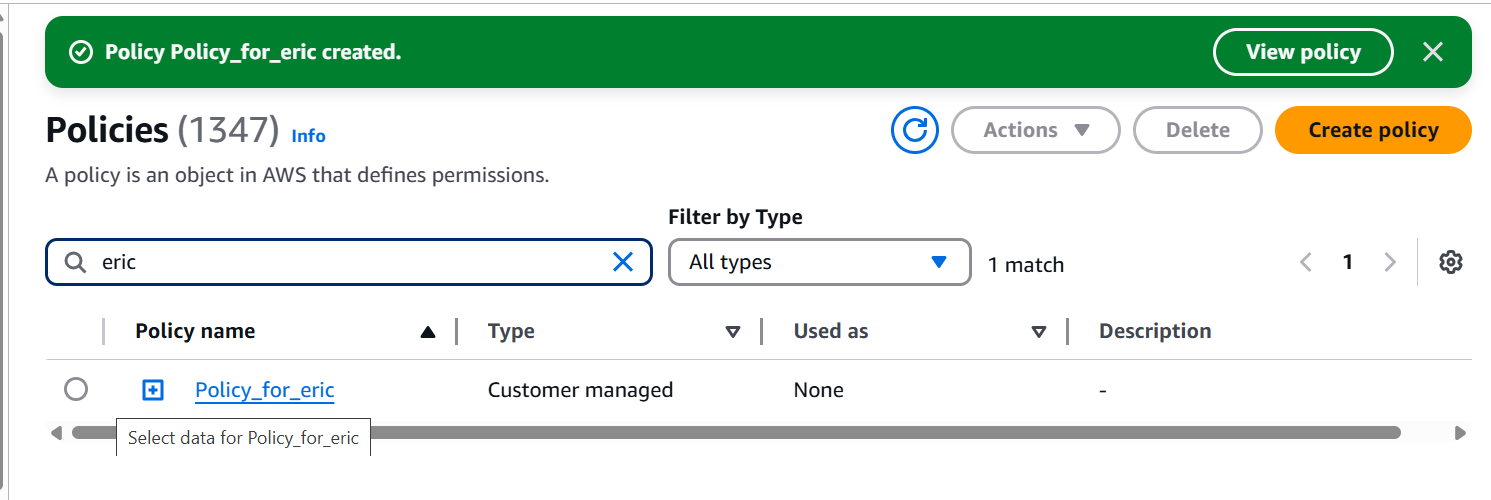 Policy Policy_for_eric created.
View policy
Policies (1347) Info
Actions
Delete
Create policy
A policy is an object in AWS that defines permissions.
Filter by Type
eric
All types
1 match
1
Policy name Type Used as Description
Policy_for_eric Customer managed None -
Select data for Policy_for_eric